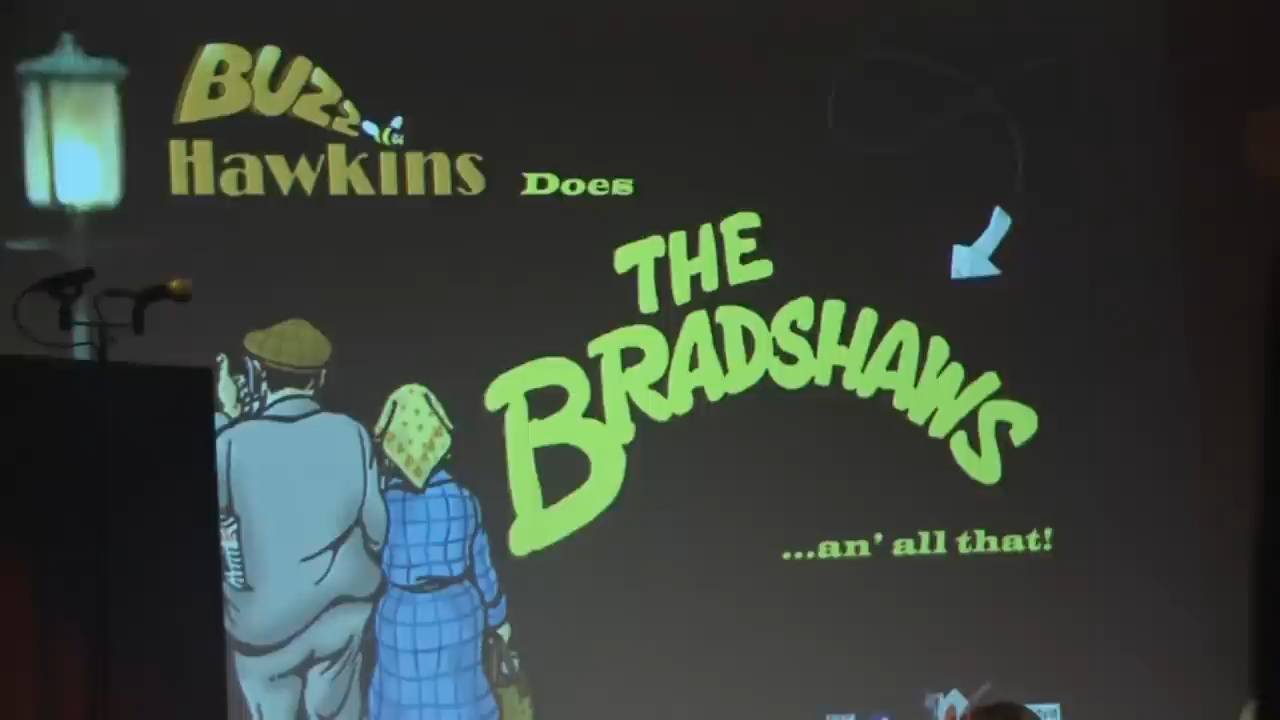 BUZZ
Hawkins Does
THE
BRADSHAWS
...an' all that!